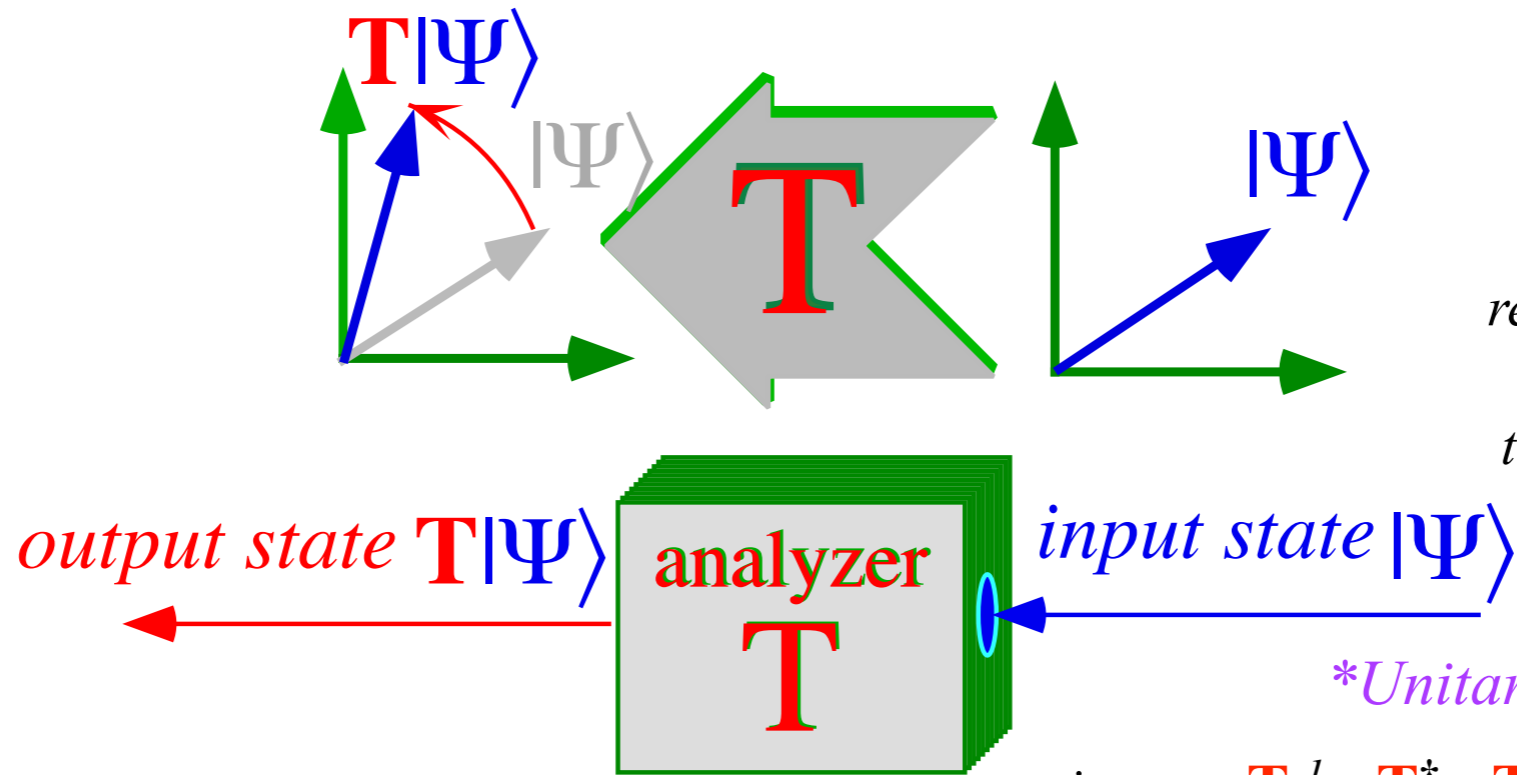 T|Ψ⟩
|Ψ⟩
T
|Ψ⟩
output state T|Ψ⟩
analyzer
T
input state |Ψ⟩